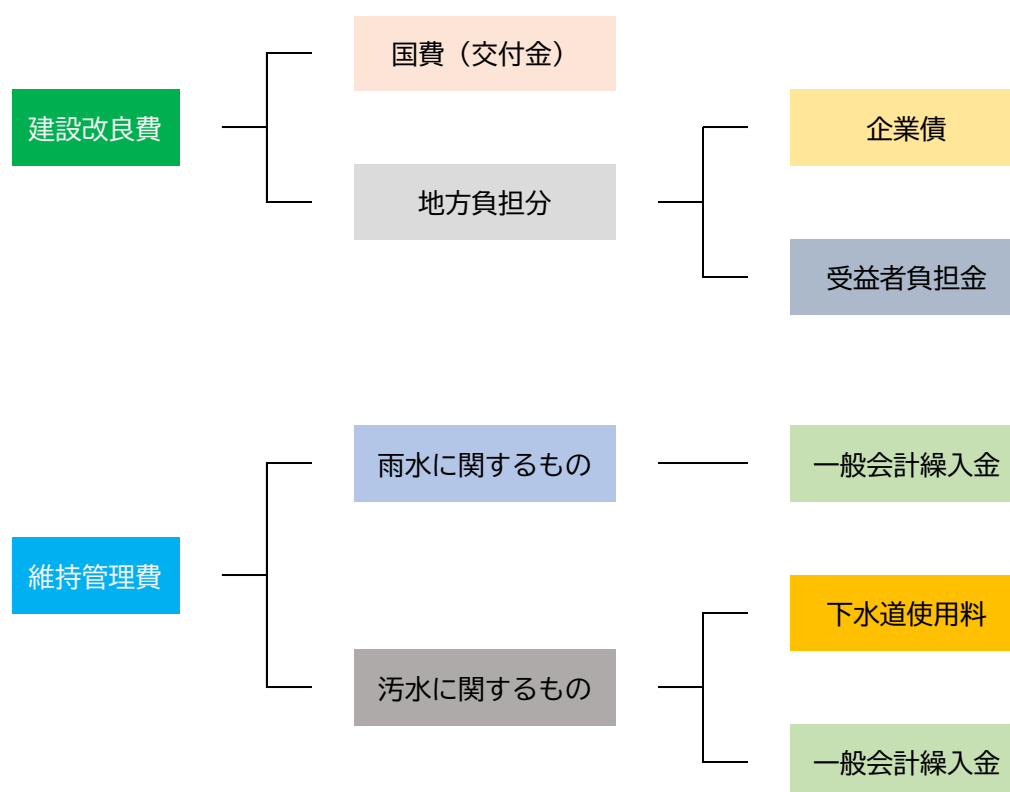 国費（交付金）
建設改良費
企業債
地方負担分
受益者負担金
雨水に関するもの
一般会計繰入金
維持管理費
下水道使用料
汚水に関するもの
一般会計繰入金